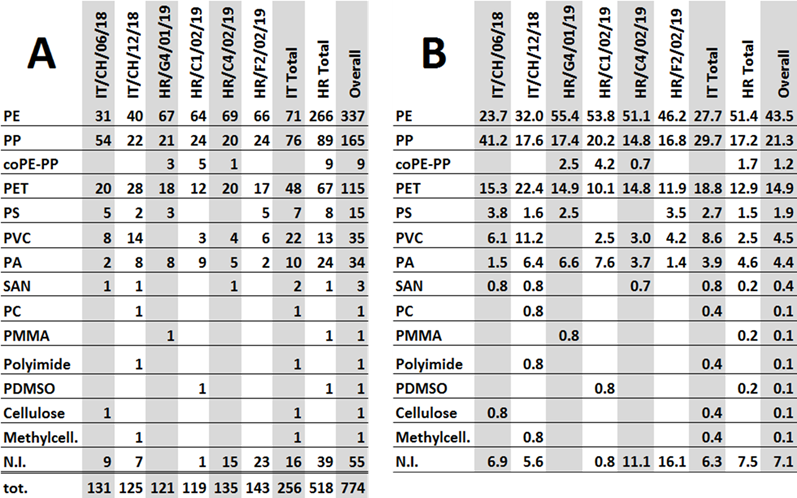 A IT/CH/06/18 IT/CH/12/18 HR/G4/01/19 HR/C1/02/19 HR/C4/02/19 HR/F2/02/19 IT Total HR Total Overall
PE 31 40 67 64 69 66 71 266 337
PP 54 22 21 24 20 24 76 89 165
coPE-PP 3 5 1 9 9
PET 20 28 18 12 20 17 48 67 115
PS 5 2 3 5 7 8 15
PVC 8 14 3 4 6 22 13 35
PA 2 8 8 9 5 2 10 24 34
SAN 1 1 1 2 1 3
PC 1 1 1
PMMA 1 1 1
Polyimide 1 1 1
PDMSO 1 1 1
Cellulose 1 1 1
Methylcell. 1 1 1
N.I. 9 7 1 15 23 16 39 55
tot. 131 125 121 119 135 143 256 518 774
B IT/CH/06/18 IT/CH/12/18 HR/G4/01/19 HR/C1/02/19 HR/C4/02/19 HR/F2/02/19 IT Total HR Total Overall
PE 23.7 32.0 55.4 53.8 51.1 46.2 27.7 51.4 43.5
PP 41.2 17.6 17.4 20.2 14.8 16.8 29.7 17.2 21.3
coPE-PP 2.5 4.2 0.7 1.7 1.2
PET 15.3 22.4 14.9 10.1 14.8 11.9 18.8 12.9 14.9
PS 3.8 1.6 2.5 3.5 2.7 1.5 1.9
PVC 6.1 11.2 2.5 3.0 4.2 8.6 2.5 4.5
PA 1.5 6.4 6.6 7.6 3.7 1.4 3.9 4.6 4.4
SAN 0.8 0.8 0.7 0.8 0.2 0.4
PC 0.8 0.4 0.1
PMMA 0.8 0.2 0.1
Polyimide 0.8 0.4 0.1
PDMSO 0.8 0.2 0.1
Cellulose 0.8 0.4 0.1
Methylcell. 0.8 0.4 0.1
N.I. 6.9 5.6 0.8 11.1 16.1 6.3 7.5 7.1